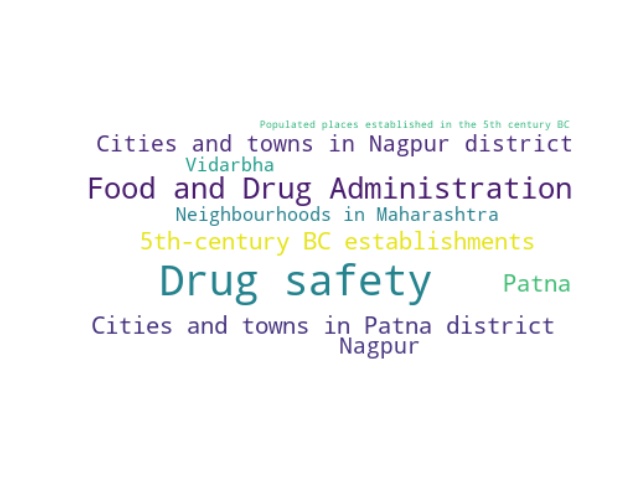 Populated places established in the 5th century BC
Cities and towns in Nagpur district
Vidarbha
Food and Drug Administration
Neighbourhoods in Maharashtra
5th-century BC establishments
Drug safety
Patna
Cities and towns in Patna district
Nagpur